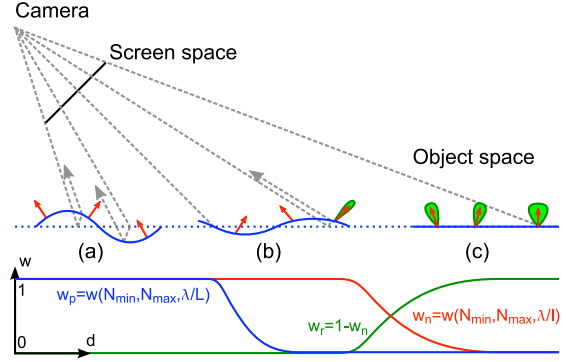 Camera
Screen space
Object space
(a)
(b)
(c)
w
1
wₚ=w(Nmin,Nmax,λ/L)
wᵣ=1-wₙ
wₙ=w(Nmin,Nmax,λ/l)
0
d